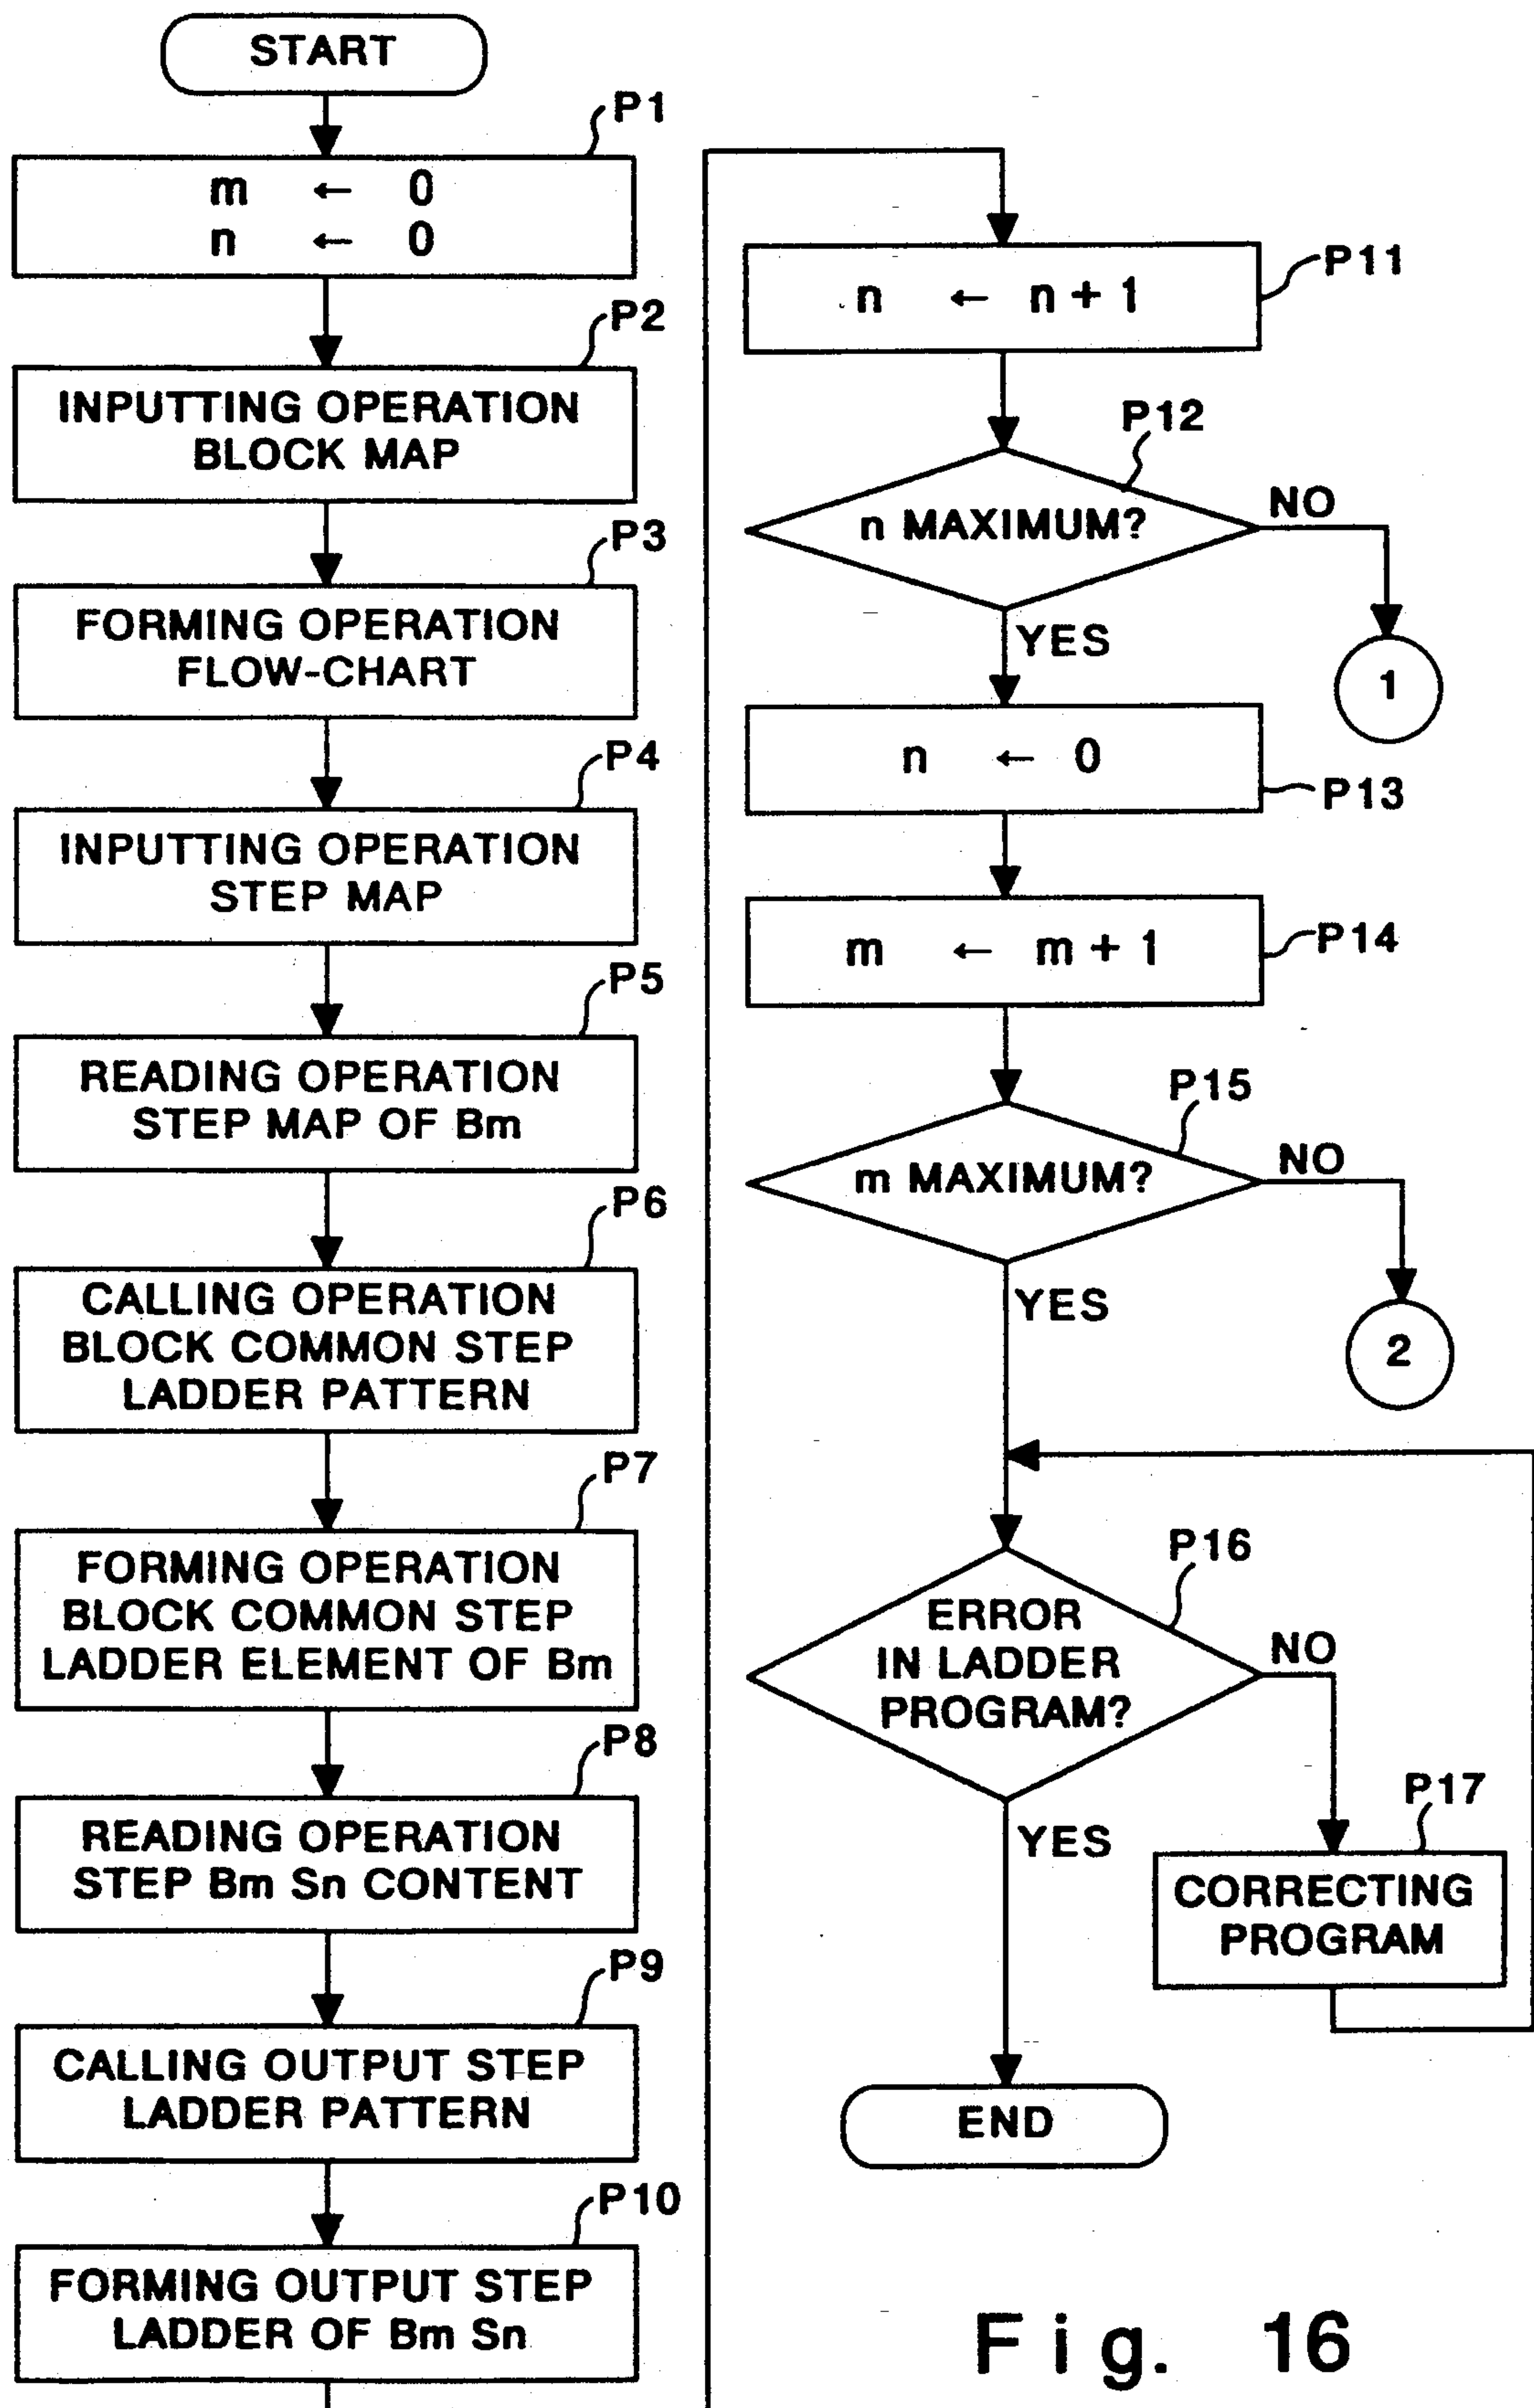 START
P1
m ← 0
n ← 0
P2
INPUTTING OPERATION
BLOCK MAP
P3
FORMING OPERATION
FLOW-CHART
P4
INPUTTING OPERATION
STEP MAP
P5
READING OPERATION
STEP MAP OF Bm
P6
CALLING OPERATION
BLOCK COMMON STEP
LADDER PATTERN
P7
FORMING OPERATION
BLOCK COMMON STEP
LADDER ELEMENT OF Bm
P8
READING OPERATION
STEP Bm Sn CONTENT
P9
CALLING OUTPUT STEP
LADDER PATTERN
P10
FORMING OUTPUT STEP
LADDER OF Bm Sn
P11
n ← n + 1
P12
n MAXIMUM?
NO
1
YES
n ← 0
P13
m ← m + 1
P14
P15
m MAXIMUM?
NO
2
YES
P16
ERROR
IN LADDER
PROGRAM?
NO
YES
P17
CORRECTING
PROGRAM
END
Fig. 16